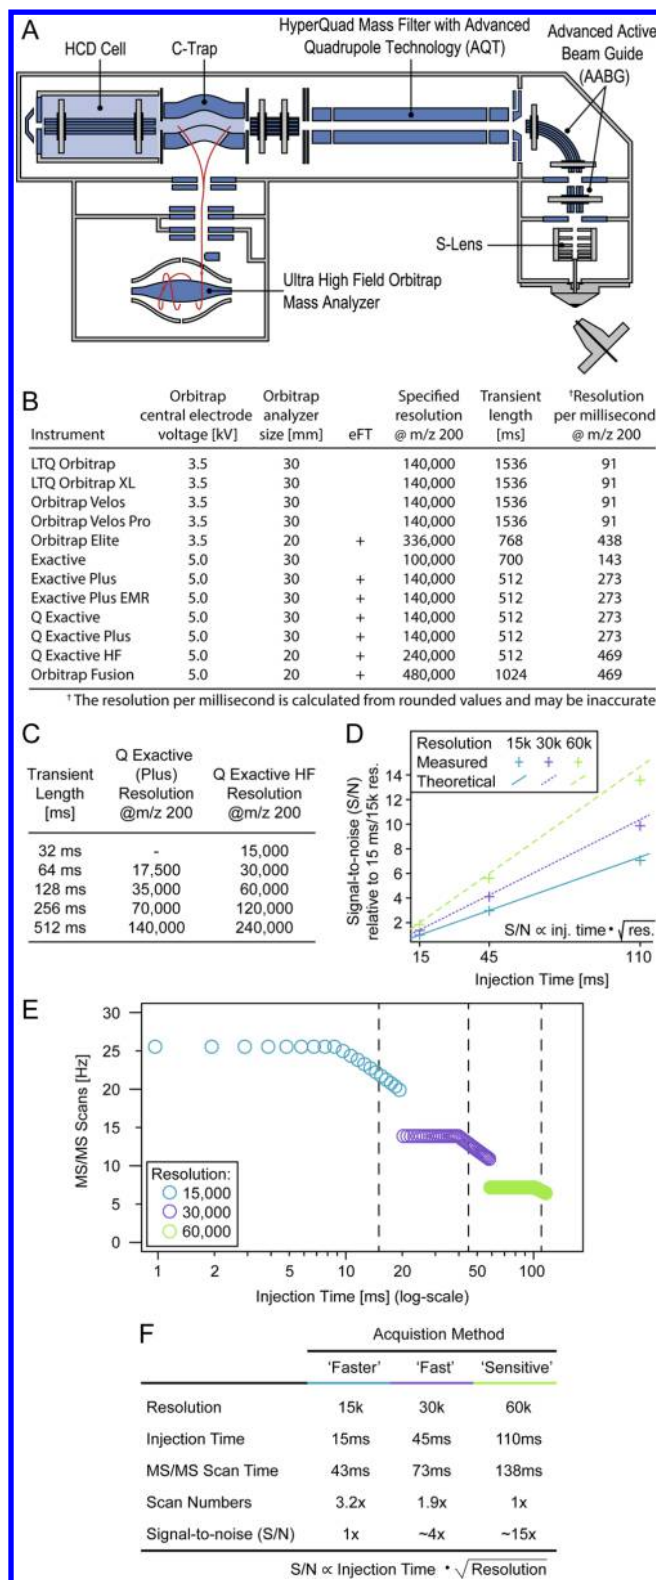 A
HCD Cell
C-Trap
HyperQuad Mass Filter with Advanced
Quadrupole Technology (AQT)
Advanced Active
Beam Guide
(AABG)
S-Lens
Ultra High Field Orbitrap
Mass Analyzer
B
Instrument Orbitrap central electrode voltage [kV] Orbitrap analyzer size [mm] eFT Specified resolution @ m/z 200 Transient length [ms] †Resolution per millisecond @ m/z 200
LTQ Orbitrap 3.5 30 140,000 1536 91
LTQ Orbitrap XL 3.5 30 140,000 1536 91
Orbitrap Velos 3.5 30 140,000 1536 91
Orbitrap Velos Pro 3.5 30 140,000 1536 91
Orbitrap Elite 3.5 20 + 336,000 768 438
Exactive 5.0 30 100,000 700 143
Exactive Plus 5.0 30 + 140,000 512 273
Exactive Plus EMR 5.0 30 + 140,000 512 273
Q Exactive 5.0 30 + 140,000 512 273
Q Exactive Plus 5.0 30 + 140,000 512 273
Q Exactive HF 5.0 20 + 240,000 512 469
Orbitrap Fusion 5.0 20 + 480,000 1024 469
†The resolution per millisecond is calculated from rounded values and may be inaccurate
C
Transient Length [ms] Q Exactive (Plus) Resolution @m/z 200 Q Exactive HF Resolution @m/z 200
32 ms - 15,000
64 ms 17,500 30,000
128 ms 35,000 60,000
256 ms 70,000 120,000
512 ms 140,000 240,000
D
Resolution 15k 30k 60k
Measured
Theoretical
Signal-to-noise (S/N)
relative to 15 ms/15k res.
14
12
10
8
6
4
2
S/N ∝ inj. time • √res.
15 45 110
Injection Time [ms]
E
MS/MS Scans [Hz]
30
25
20
15
10
5
0
Resolution:
15,000
30,000
60,000
1 2 5 10 20 50 100
Injection Time [ms] (log-scale)
F
Acquistion Method
'Faster' 'Fast' 'Sensitive'
Resolution 15k 30k 60k
Injection Time 15ms 45ms 110ms
MS/MS Scan Time 43ms 73ms 138ms
Scan Numbers 3.2x 1.9x 1x
Signal-to-noise (S/N) 1x ~4x ~15x
S/N ∝ Injection Time • √Resolution